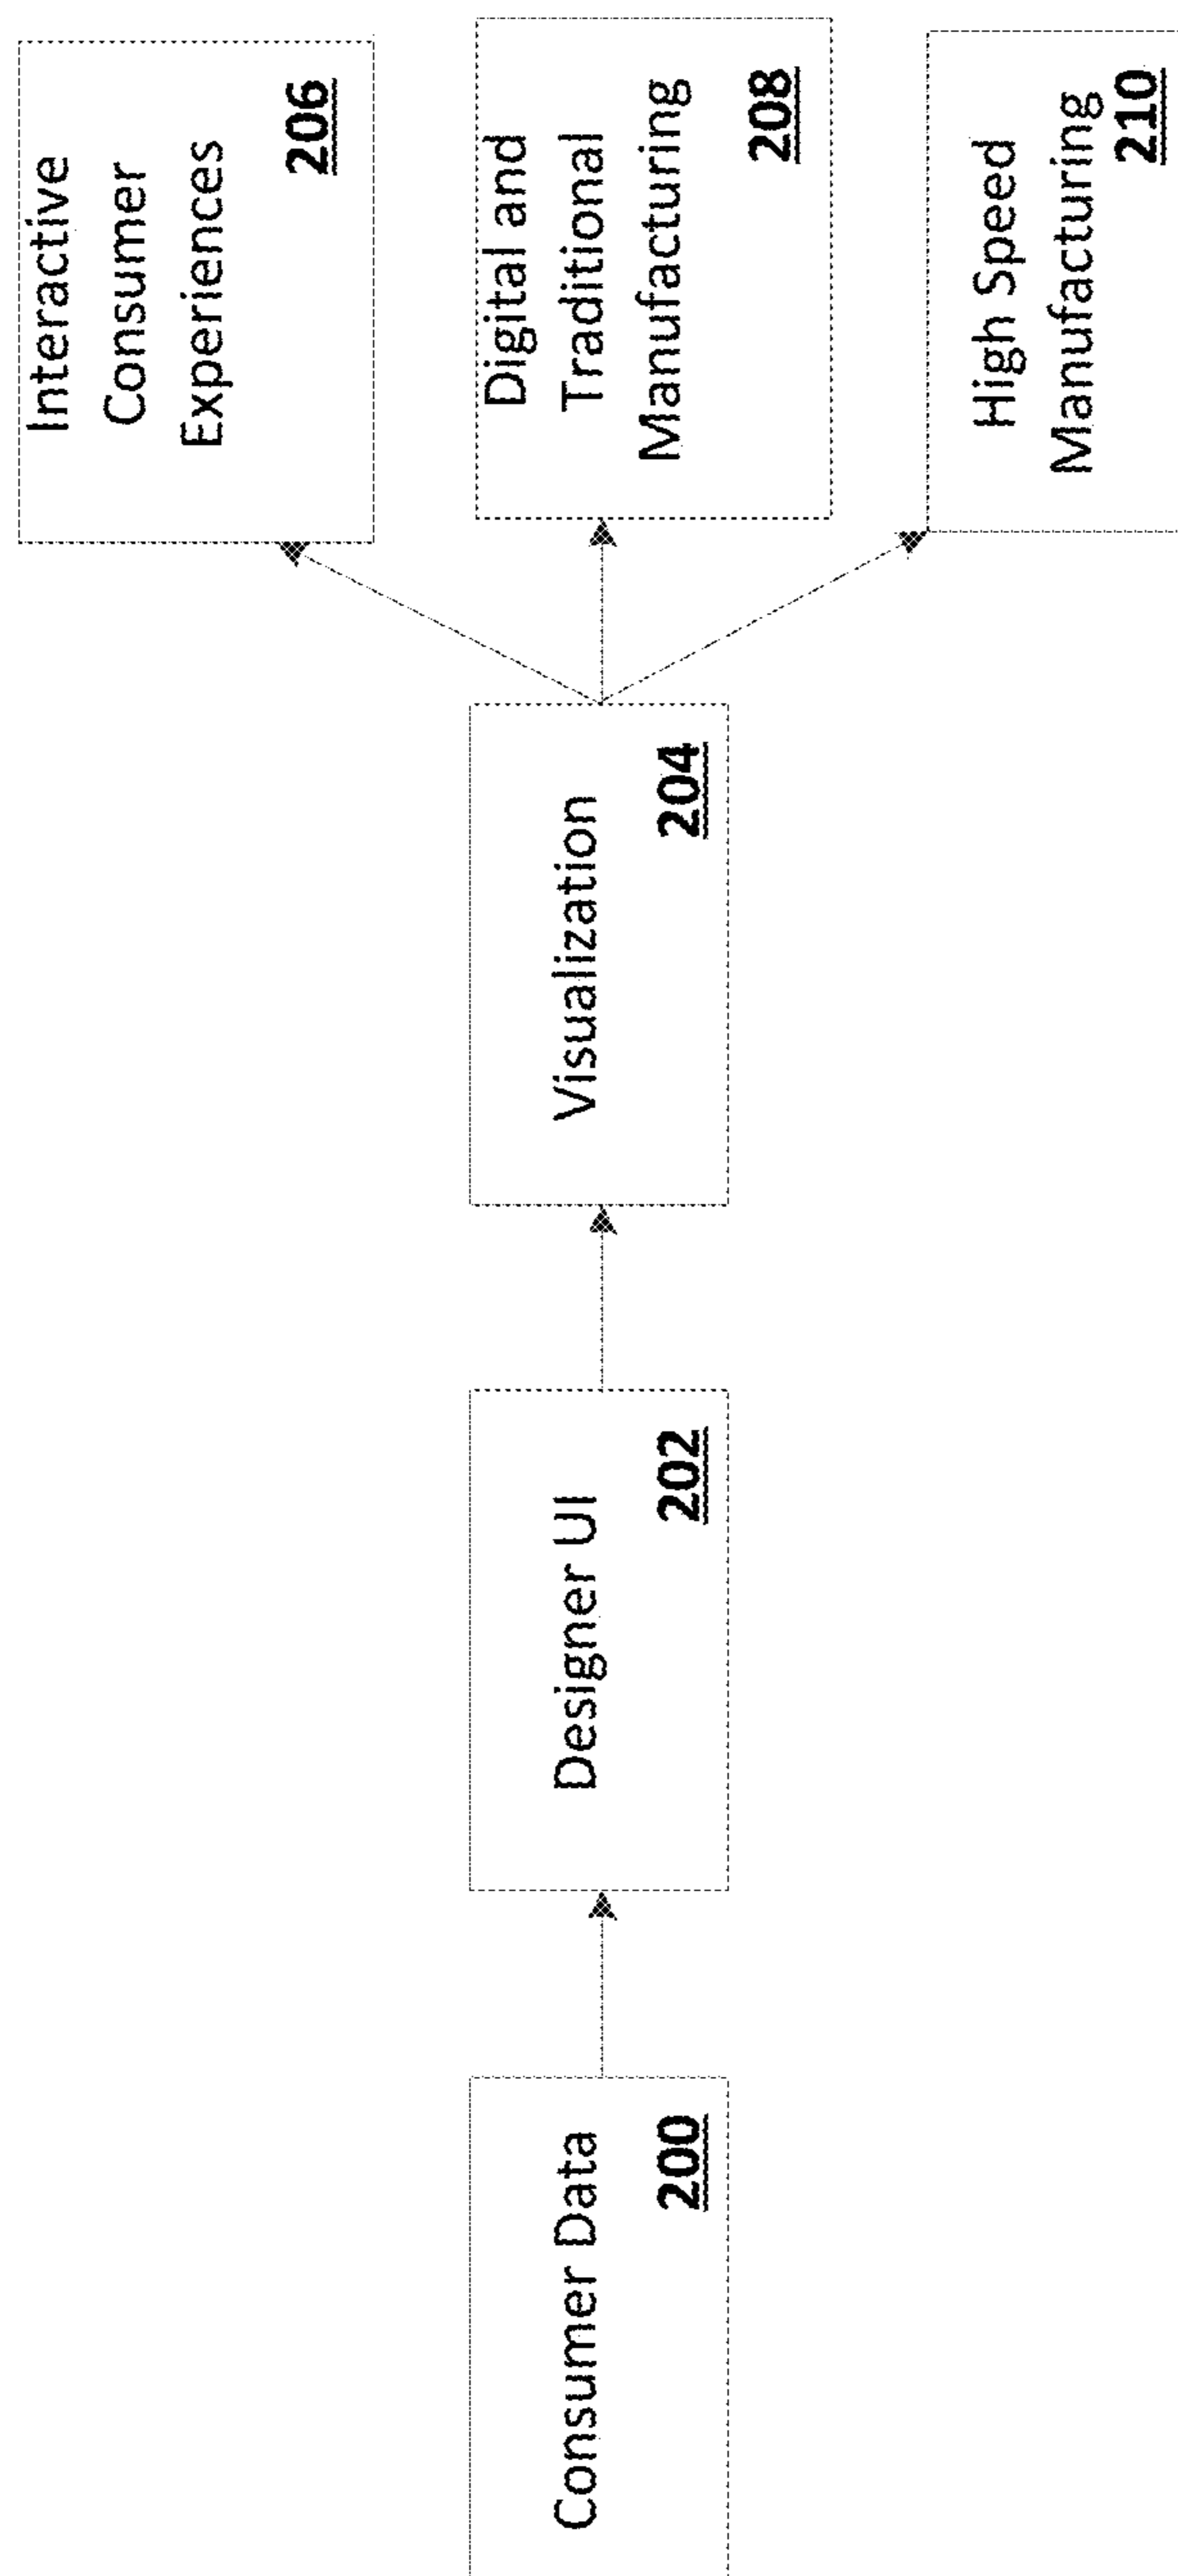 Consumer Data
200
Designer UI
202
Visualization
204
Interactive
Consumer
Experiences
206
Digital and
Traditional
Manufacturing
208
High Speed
Manufacturing
210